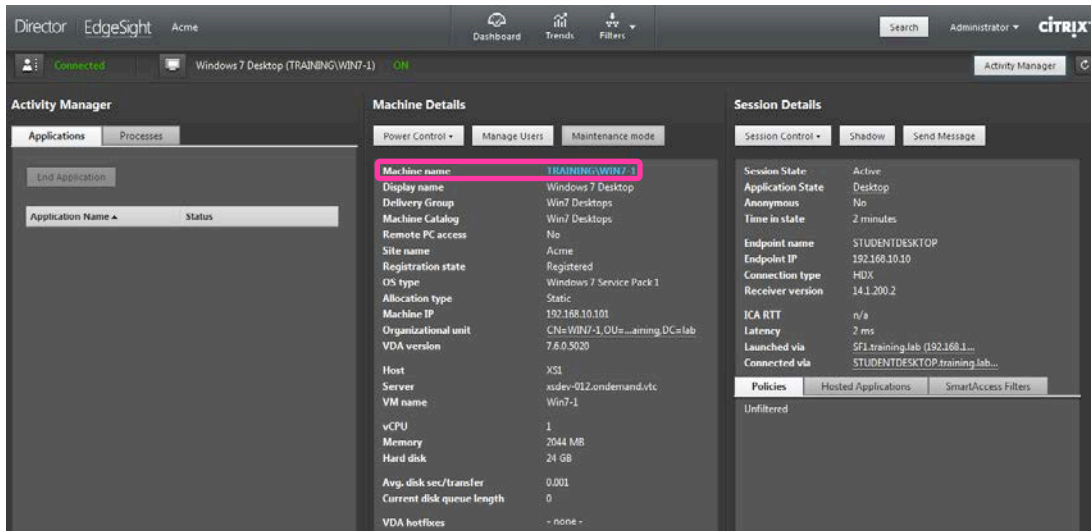 Director EdgeSight Acme Dashboard Trends Filters Search Administrator CITRIX
Connected Windows 7 Desktop (TRAINING\WIN7-1) ON Activity Manager
Activity Manager
Applications Processes
End Application
Application Name Status
Machine Details
Power Control Manage Users Maintenance mode
Machine name TRAINING\WIN7-1
Display name Windows 7 Desktop
Delivery Group Win7 Desktops
Machine Catalog Win7 Desktops
Remote PC access No
Site name Acme
Registration state Registered
OS type Windows 7 Service Pack 1
Allocation type Static
Machine IP 192.168.10.101
Organizational unit CN=WIN7-1,OU=...aining,DC=lab
VDA version 7.6.0.5020
Host XS1
Server xsdev-012.ondemand.vtc
VM name Win7-1
vCPU 1
Memory 2044 MB
Hard disk 24 GB
Avg. disk sec/transfer 0.001
Current disk queue length 0
VDA hotfixes - none -
Session Details
Session Control Shadow Send Message
Session State Active
Application State Desktop
Anonymous No
Time in state 2 minutes
Endpoint name STUDENTDESKTOP
Endpoint IP 192.168.10.10
Connection type HDX
Receiver version 14.1.200.2
ICA RTT n/a
Latency 2 ms
Launched via SF1.training.lab (192.168.1...
Connected via STUDENTDESKTOP.training.lab...
Policies Hosted Applications SmartAccess Filters
Unfiltered